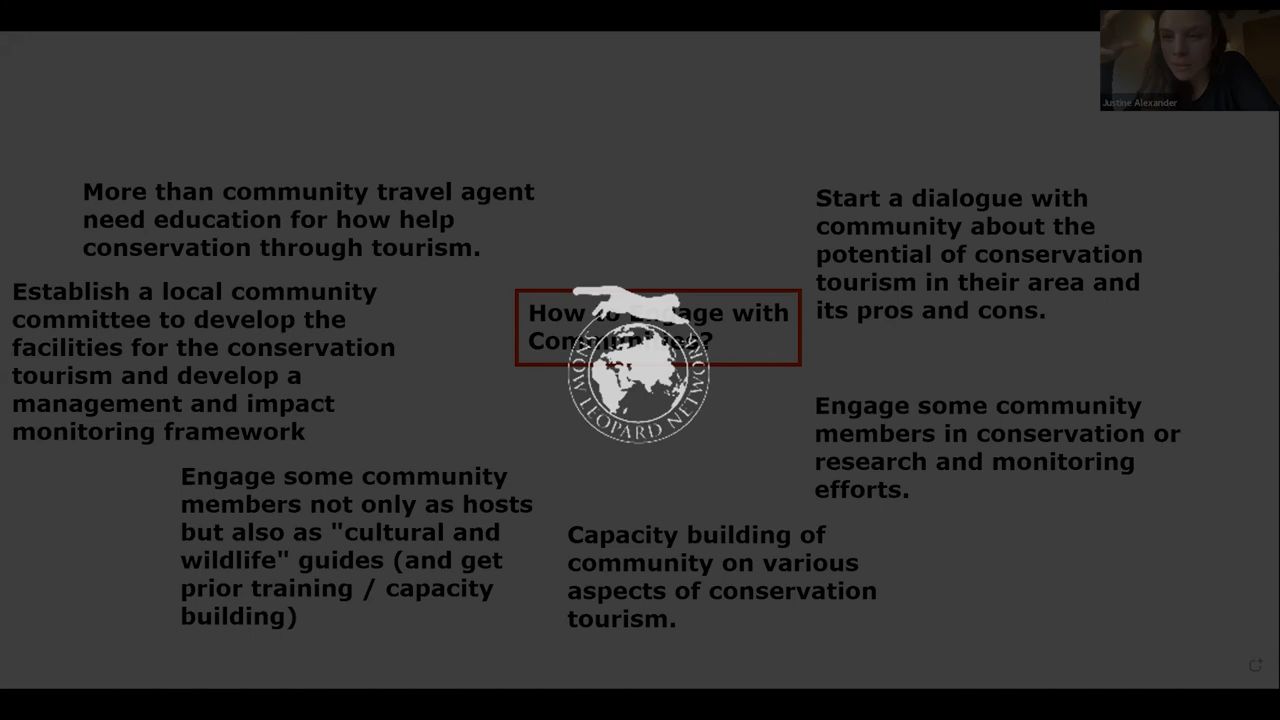 Justine Alexander
More than community travel agent
need education for how help
conservation through tourism.
Start a dialogue with
community about the
potential of conservation
tourism in their area and
its pros and cons.
Establish a local community
committee to develop the
facilities for the conservation
tourism and develop a
management and impact
monitoring framework
How to Engage with
Communities?
SNOW LEOPARD NETWORK
Engage some community
members in conservation or
research and monitoring
efforts.
Engage some community
members not only as hosts
but also as "cultural and
wildlife" guides (and get
prior training / capacity
building)
Capacity building of
community on various
aspects of conservation
tourism.